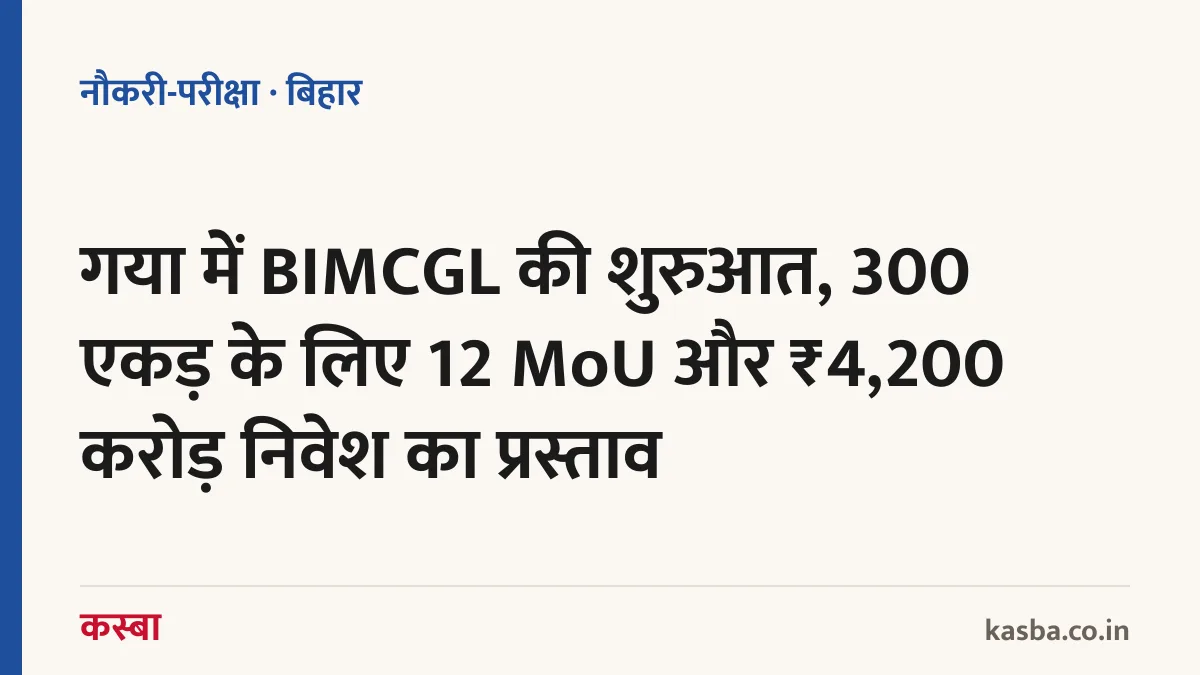 नौकरी-परीक्षा · बिहार
गया में BIMCGL की शुरुआत, 300
एकड़ के लिए 12 MoU और ₹4,200
करोड़ निवेश का प्रस्ताव
कस्बा
kasba.co.in